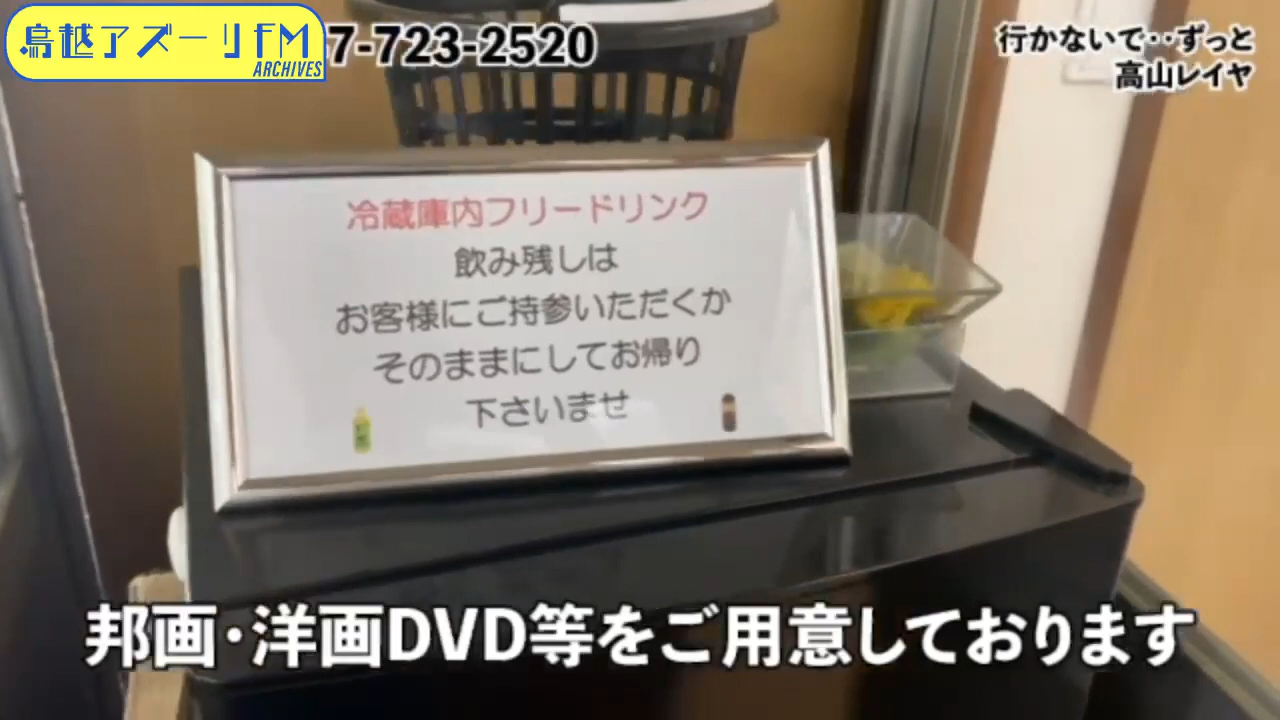 鳥越アズーリFM
ARCHIVES
7-723-2520
行かないで‥ずっと
高山レイヤ
冷蔵庫内フリードリンク
飲み残しは
お客様にご持参いただくか
そのままにしてお帰り
下さいませ
邦画・洋画DVD等をご用意しております